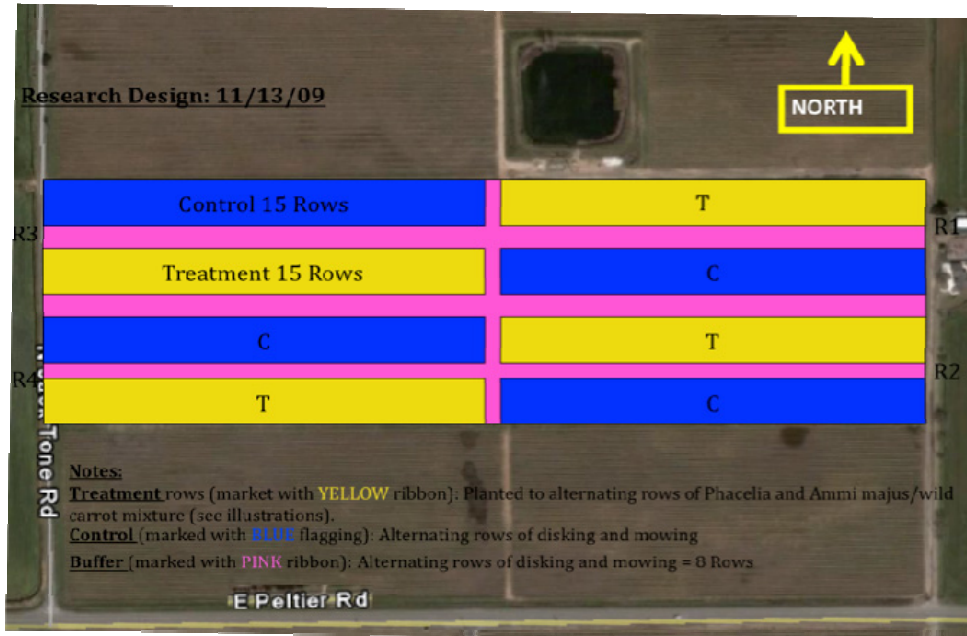 Research Design: 11/13/09
NORTH
Control 15 Rows
T
R3
R1
Treatment 15 Rows
C
C
T
R4
R2
T
C
Tone Rd
Notes:
Treatment rows (market with YELLOW ribbon): Planted to alternating rows of Phacelia and Ammi majus/wild
carrot mixture (see illustrations).
Control (marked with BLUE flagging): Alternating rows of disking and mowing
Buffer (marked with PINK ribbon): Alternating rows of disking and mowing = 8 Rows
E Peltier Rd